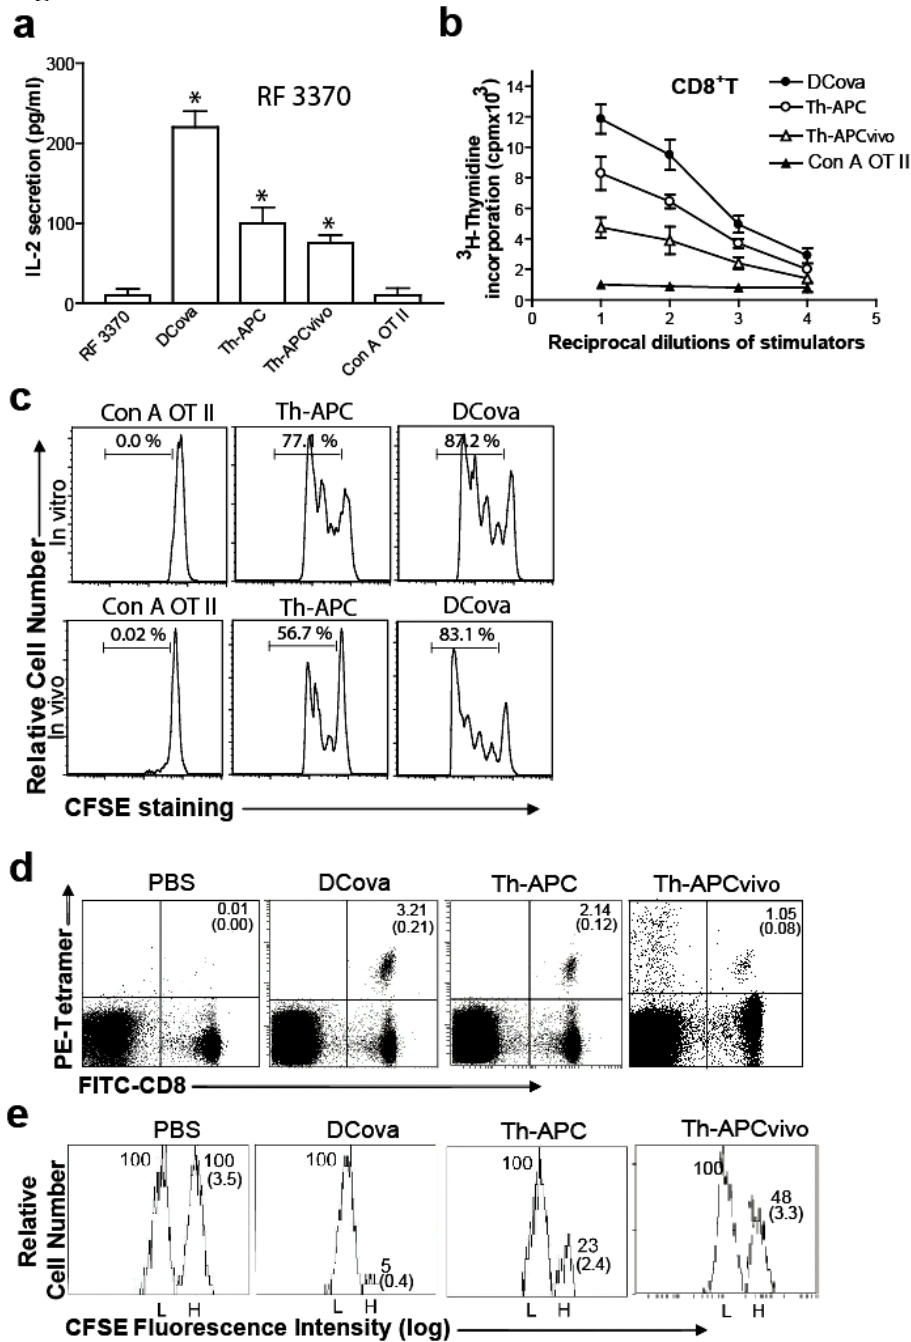 a
IL-2 secretion (pg/ml)
300
200
100
0
RF 3370
*
*
*
RF 3370
DCova
Th-APC
Th-APCvivo
Con A OT II
b
³H-Thymidine
incorporation (cpmx10³)
14
12
10
8
6
4
2
0
CD8⁺T
DCova
Th-APC
Th-APCvivo
Con A OT II
0 1 2 3 4 5
Reciprocal dilutions of stimulators
c
Relative Cell Number
In vitro
Con A OT II
0.0 %
Th-APC
77.1 %
DCova
87.2 %
In vivo
Con A OT II
0.02 %
Th-APC
56.7 %
DCova
83.1 %
CFSE staining
d
PE-Tetramer
PBS
0.01
(0.00)
DCova
3.21
(0.21)
Th-APC
2.14
(0.12)
Th-APCvivo
1.05
(0.08)
FITC-CD8
e
Relative
Cell Number
PBS
100
100
(3.5)
L H
DCova
100
5
(0.4)
L H
Th-APC
100
23
(2.4)
L H
Th-APCvivo
100
48
(3.3)
L H
CFSE Fluorescence Intensity (log)